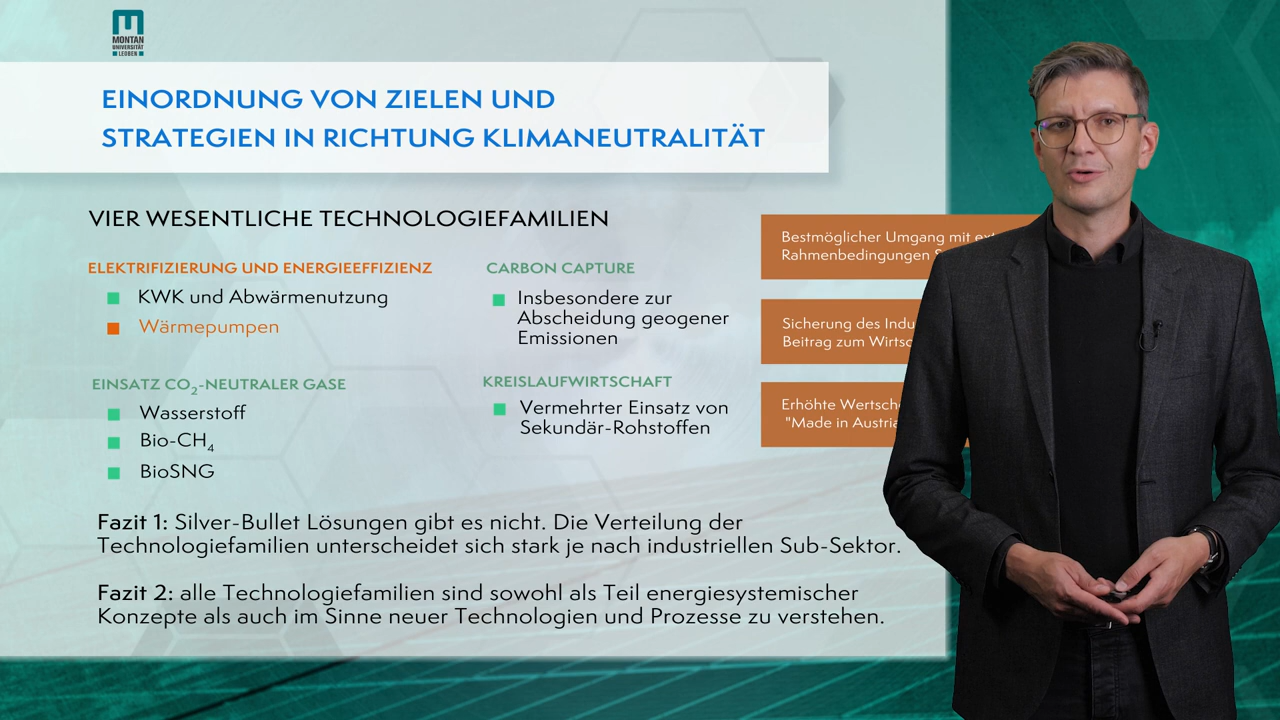 MONTAN
UNIVERSITÄT
LEOBEN
EINORDNUNG VON ZIELEN UND
STRATEGIEN IN RICHTUNG KLIMANEUTRALITÄT
VIER WESENTLICHE TECHNOLOGIEFAMILIEN
ELEKTRIFIZIERUNG UND ENERGIEEFFIZIENZ
KWK und Abwärmenutzung
Wärmepumpen
EINSATZ CO₂-NEUTRALER GASE
Wasserstoff
Bio-CH₄
BioSNG
CARBON CAPTURE
Insbesondere zur
Abscheidung geogener
Emissionen
KREISLAUFWIRTSCHAFT
Vermehrter Einsatz von
Sekundär-Rohstoffen
Bestmöglicher Umgang mit
Rahmenbedingungen
Sicherung des
Beitrag zum
Erhöhte
"Made in Austria
Fazit 1: Silver-Bullet Lösungen gibt es nicht. Die Verteilung der
Technologiefamilien unterscheidet sich stark je nach industriellen Sub-Sektor.
Fazit 2: alle Technologiefamilien sind sowohl als Teil energiesystemischer
Konzepte als auch im Sinne neuer Technologien und Prozesse zu verstehen.